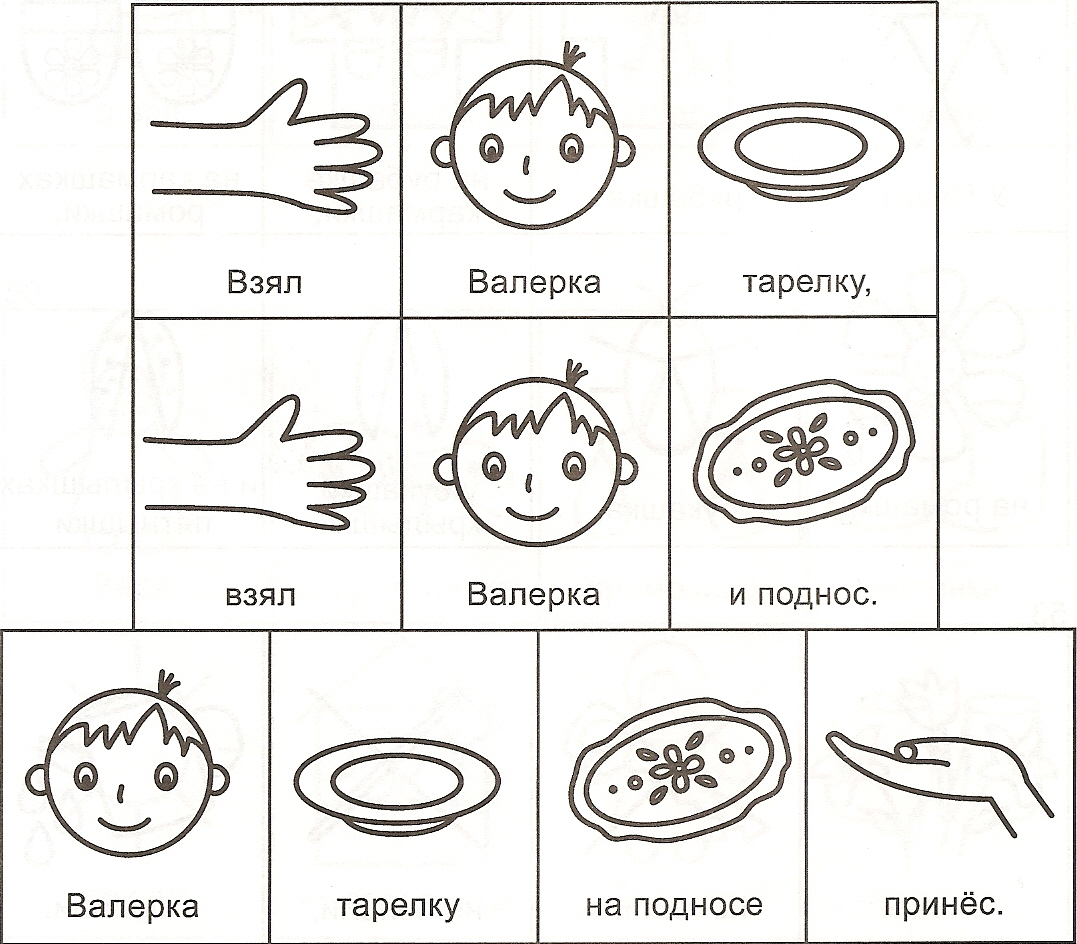 Взял Валерка тарелку,
взял Валерка и поднос.
Валерка тарелку на подносе принёс.